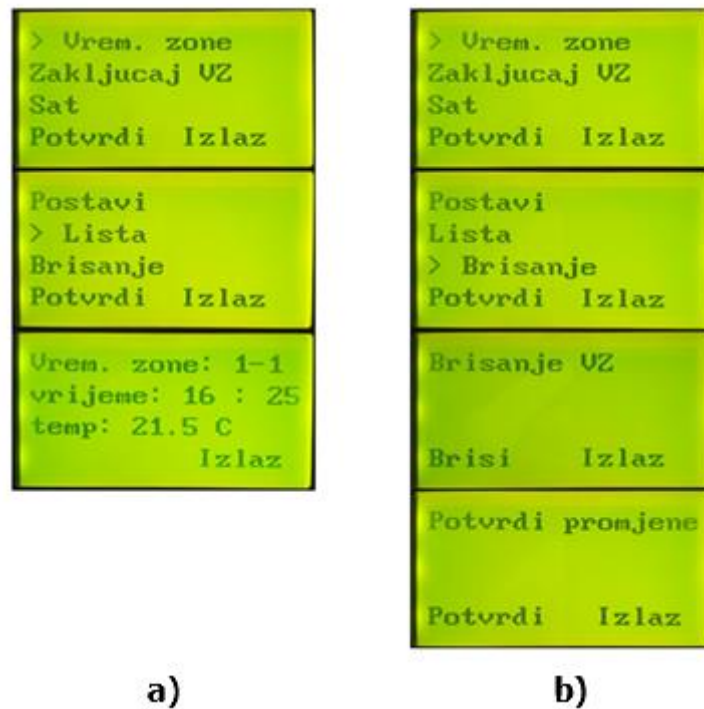 > Vrem. zone
Zakljucaj VZ
Sat
Potvrdi Izlaz
Postavi
> Lista
Brisanje
Potvrdi Izlaz
Vrem. zone: 1-1
vrijeme: 16 : 25
temp: 21.5 C
Izlaz
a)
> Vrem. zone
Zakljucaj VZ
Sat
Potvrdi Izlaz
Postavi
Lista
> Brisanje
Potvrdi Izlaz
Brisanje VZ
Brisi Izlaz
Potvrdi promjene
Potvrdi Izlaz
b)